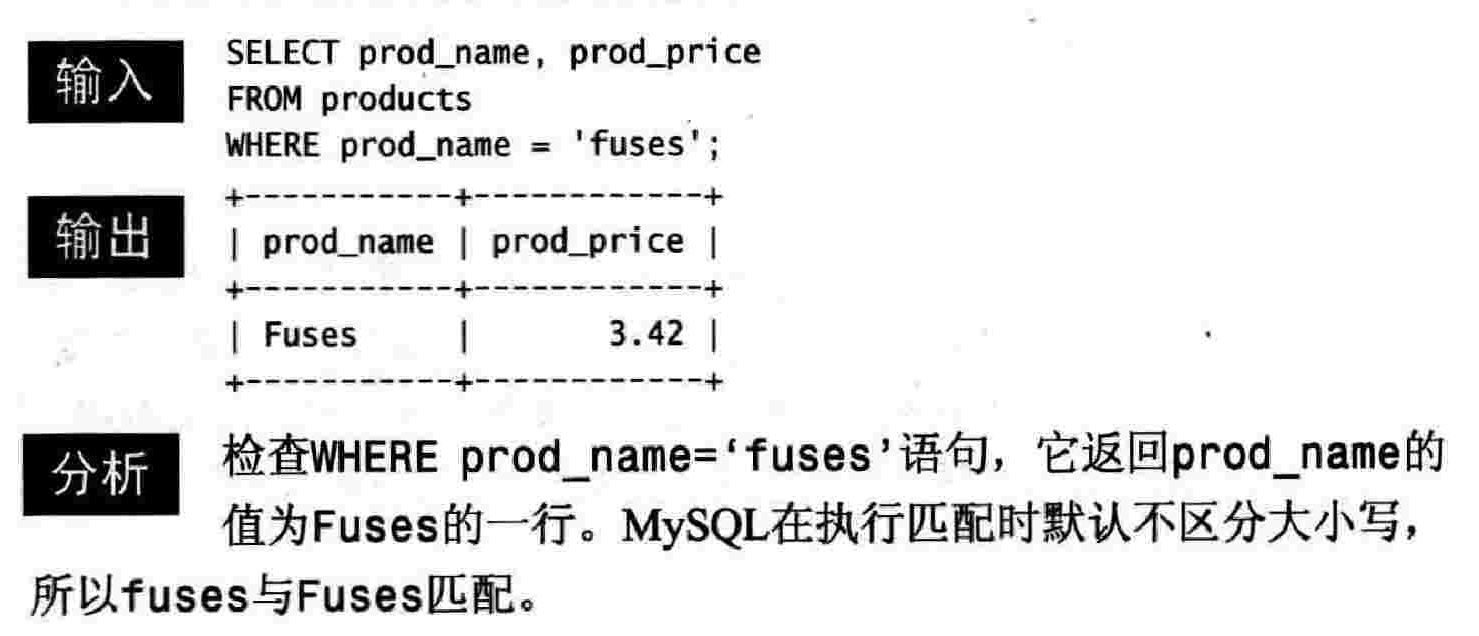 输入
SELECT prod_name, prod_price
FROM products
WHERE prod_name = 'fuses';
输出
+-----------+------------+
| prod_name | prod_price |
+-----------+------------+
| Fuses     |       3.42 |
+-----------+------------+
分析
检查WHERE prod_name=‘fuses’语句，它返回prod_name的
值为Fuses的一行。MySQL在执行匹配时默认不区分大小写，
所以fuses与Fuses匹配。